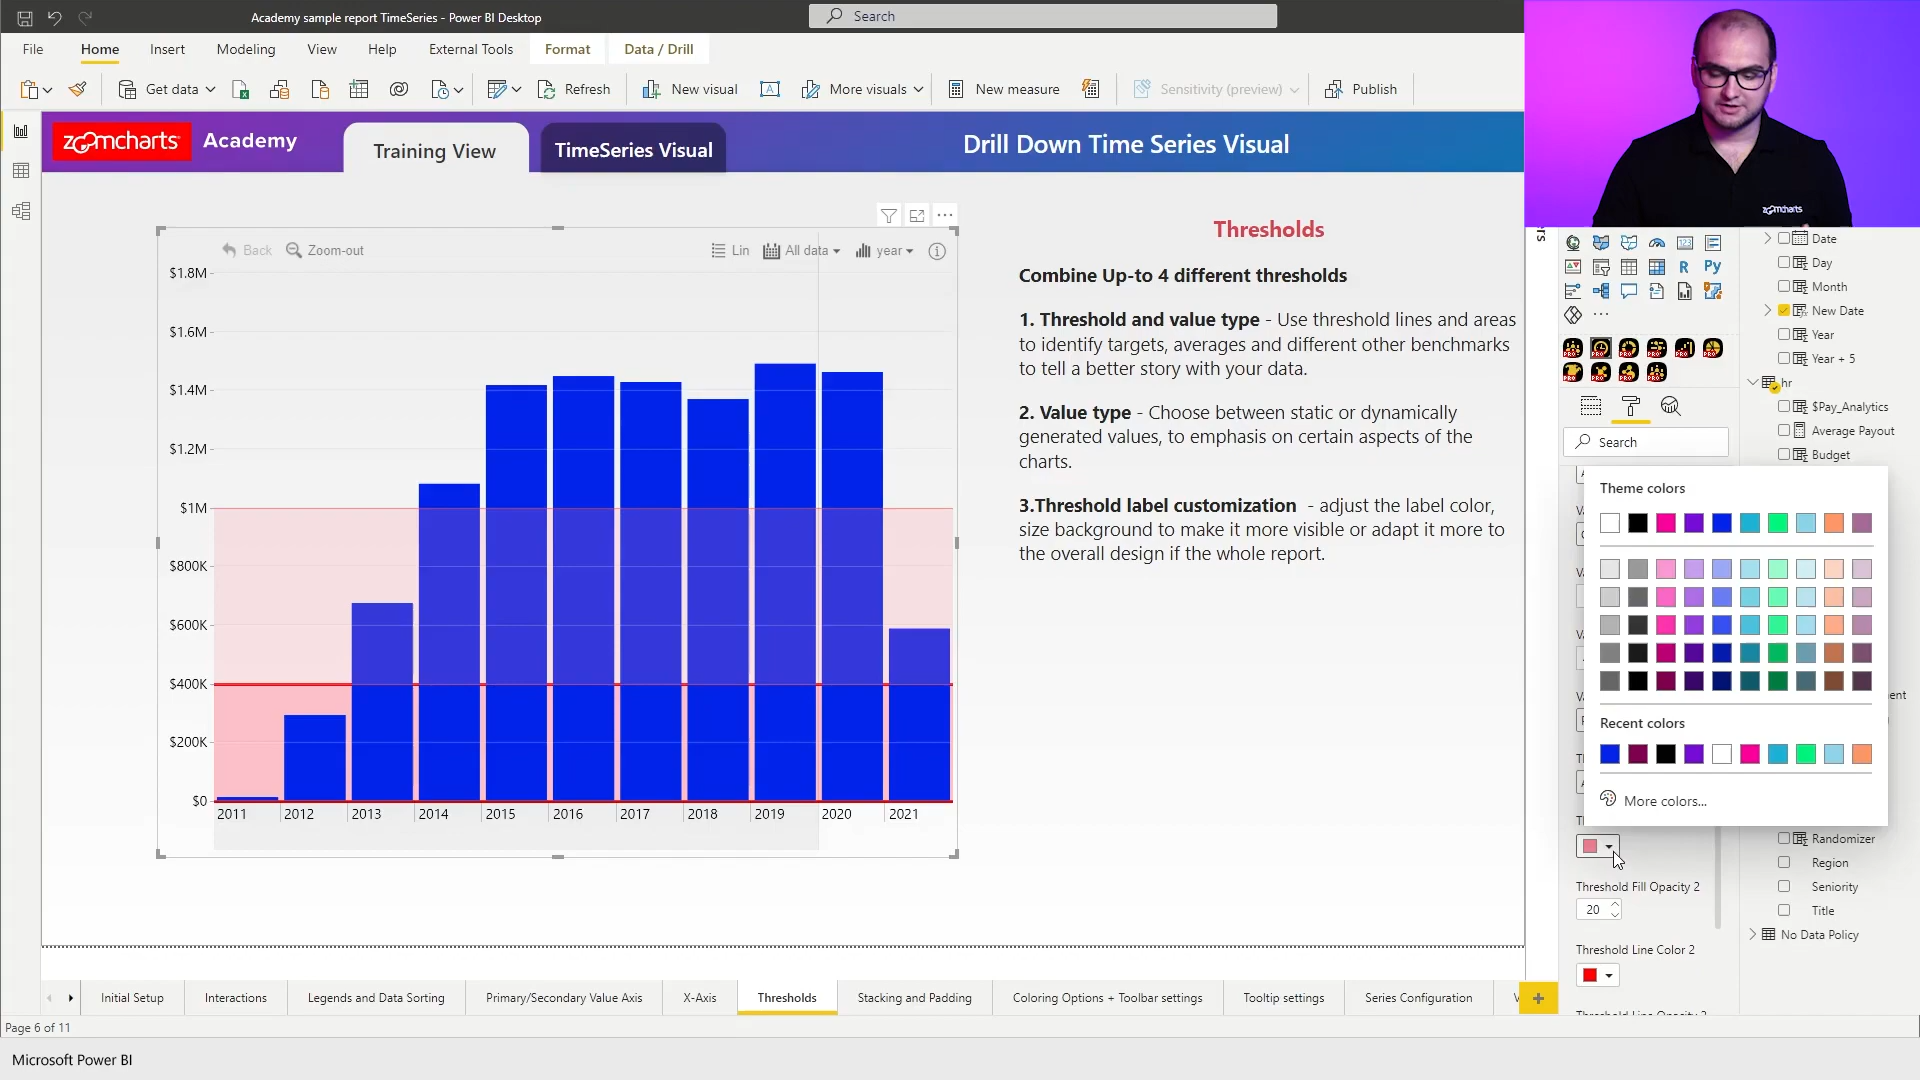 Academy sample report TimeSeries - Power BI Desktop
Search
File
Home
Insert
Modeling
View
Help
External Tools
Format
Data / Drill
Get data
Refresh
New visual
More visuals
New measure
Sensitivity (preview)
Publish
zoomcharts Academy
Training View
TimeSeries Visual
Drill Down Time Series Visual
zoomcharts
Back
Zoom-out
Lin
All data
year
$1.8M
$1.6M
$1.4M
$1.2M
$1M
$800K
$600K
$400K
$200K
$0
2011
2012
2013
2014
2015
2016
2017
2018
2019
2020
2021
Thresholds
Combine Up-to 4 different thresholds
1. Threshold and value type - Use threshold lines and areas
to identify targets, averages and different other benchmarks
to tell a better story with your data.
2. Value type - Choose between static or dynamically
generated values, to emphasis on certain aspects of the
charts.
3.Threshold label customization - adjust the label color,
size background to make it more visible or adapt it more to
the overall design if the whole report.
R
Py
Search
Theme colors
Recent colors
More colors...
Threshold Fill Opacity 2
20
Threshold Line Color 2
Date
Day
Month
New Date
Year
Year + 5
hr
$Pay_Analytics
Average Payout
Budget
Randomizer
Region
Seniority
Title
No Data Policy
Initial Setup
Interactions
Legends and Data Sorting
Primary/Secondary Value Axis
X-Axis
Thresholds
Stacking and Padding
Coloring Options + Toolbar settings
Tooltip settings
Series Configuration
Page 6 of 11
Microsoft Power BI